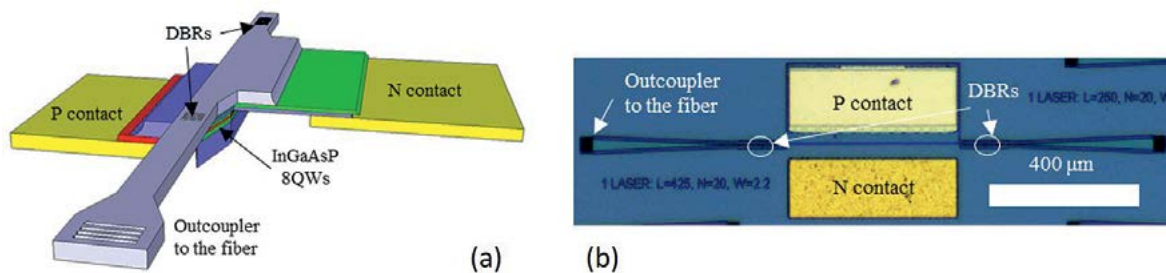 DBRs
P contact
N contact
InGaAsP
8QWs
Outcoupler
to the fiber
(a)
Outcoupler
to the fiber
P contact
DBRs
1 LASER: L=260, N=20, W
400 μm
1 LASER: L=425, N=20, W=2.2
N contact
(b)